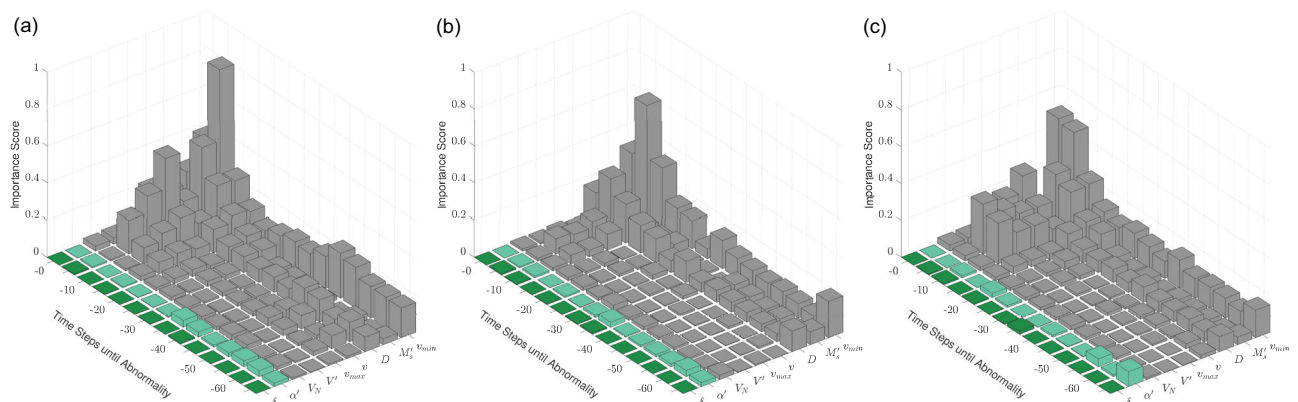 (a)
1
0.8
0.6
0.4
0.2
0
Importance Score
-0
-10
-20
-30
-40
-50
-60
Time Steps until Abnormality
α′
V_N
V′
v_max
v
D
M′_s
v_min
(b)
1
0.8
0.6
0.4
0.2
0
Importance Score
-0
-10
-20
-30
-40
-50
-60
Time Steps until Abnormality
α′
V_N
V′
v_max
v
D
M′_s
v_min
(c)
1
0.8
0.6
0.4
0.2
0
Importance Score
-0
-10
-20
-30
-40
-50
-60
Time Steps until Abnormality
α′
V_N
V′
v_max
v
D
M′_s
v_min